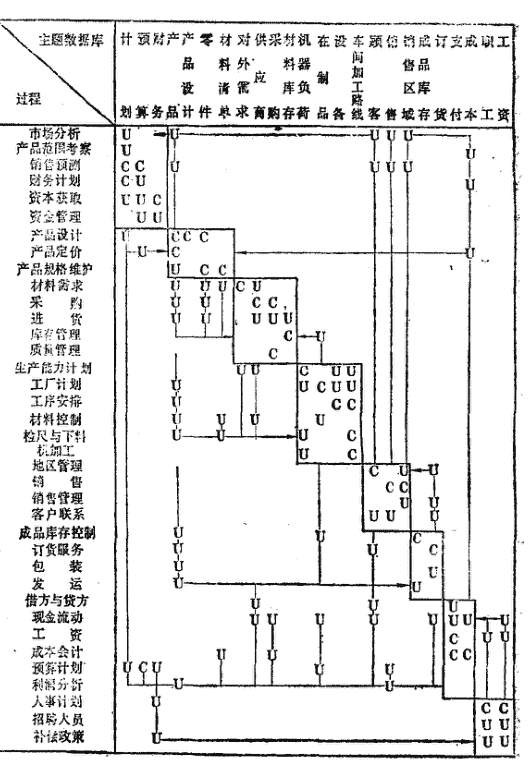 主题数据库
过程
计划
预算
财务
产品
产品设计
零件
材料清单
对外需求
供应商
采购
材料库存
机器负荷
在制品
设备
车间加工路线
顾客
销售
销售区域
成品库存
订货
支付
成本
职工
工资
市场分析 U U U U U
产品范围考察 U U
销售预测 C C U U U U
财务计划 C U U
资本获取 U U C
资金管理 U U
产品设计 U C C C
产品定价 U C U
产品规格维护 U C C
材料需求 U U U C U
采购 U U C U
进货 U U C U U
库存管理 C U
质量管理 C
生产能力计划 U U C U U
工厂计划 U U C U U
工序安排 U C C
材料控制 U U U U
检尺与下料 U U U U C
机加工 U C
地区管理 C U U
销售 C C
销售管理 U U
客户联系 U U U
成品库存控制 U U C
订货服务 U U C
包装 U U
发运 U U
借方与贷方 U U U
现金流动 U U U U U U U U
工资 U C U U
成本会计 U U C C
预算计划 U C U U U
利润分析 U U
人事计划 U C C
招聘人员 U U
补偿政策 U U U